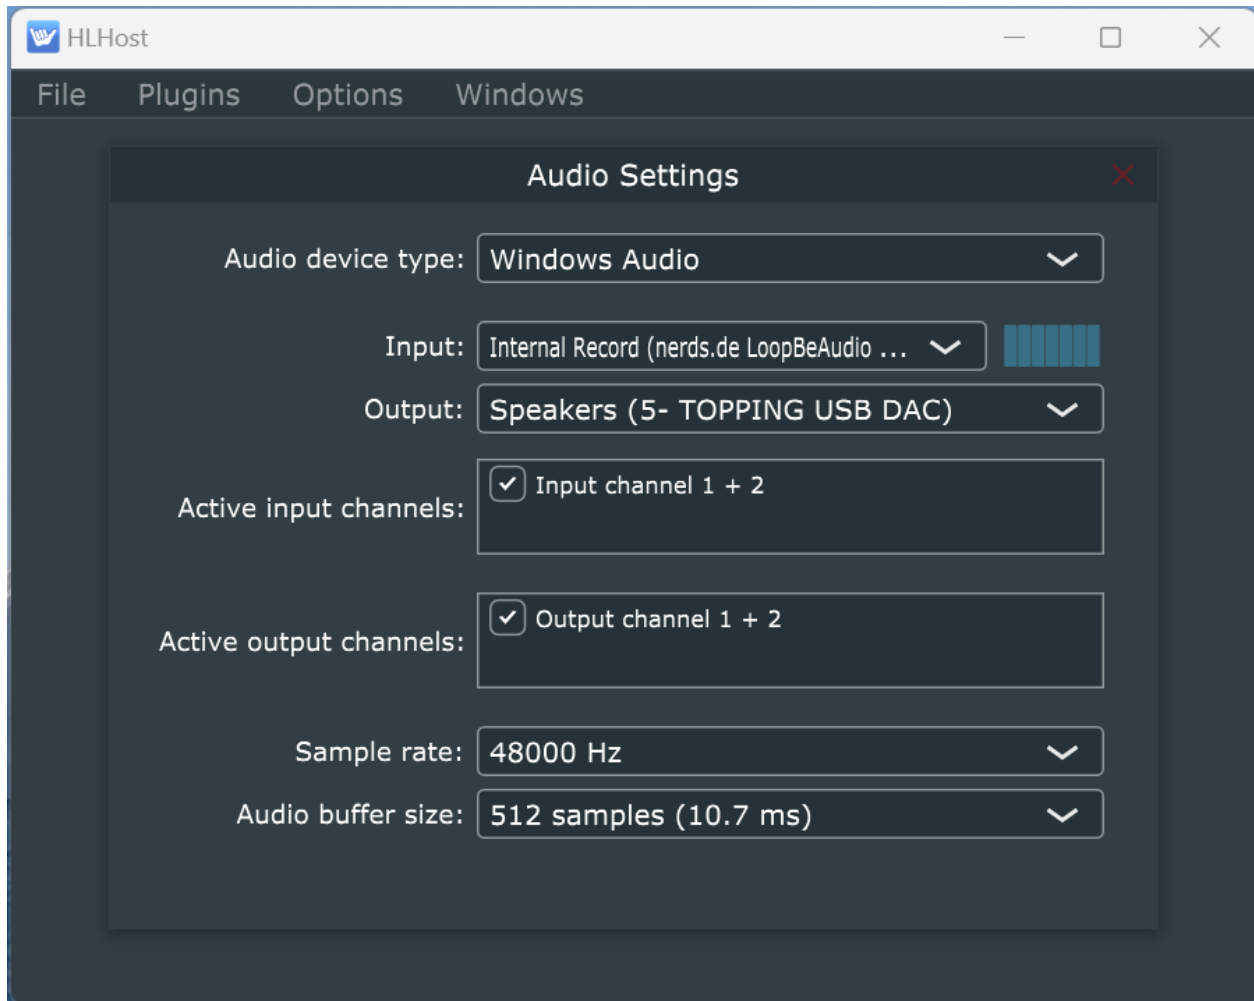 HLHost
File Plugins Options Windows
Audio Settings
Audio device type: Windows Audio
Input: Internal Record (nerds.de LoopBeAudio ...
Output: Speakers (5- TOPPING USB DAC)
Active input channels: Input channel 1 + 2
Active output channels: Output channel 1 + 2
Sample rate: 48000 Hz
Audio buffer size: 512 samples (10.7 ms)